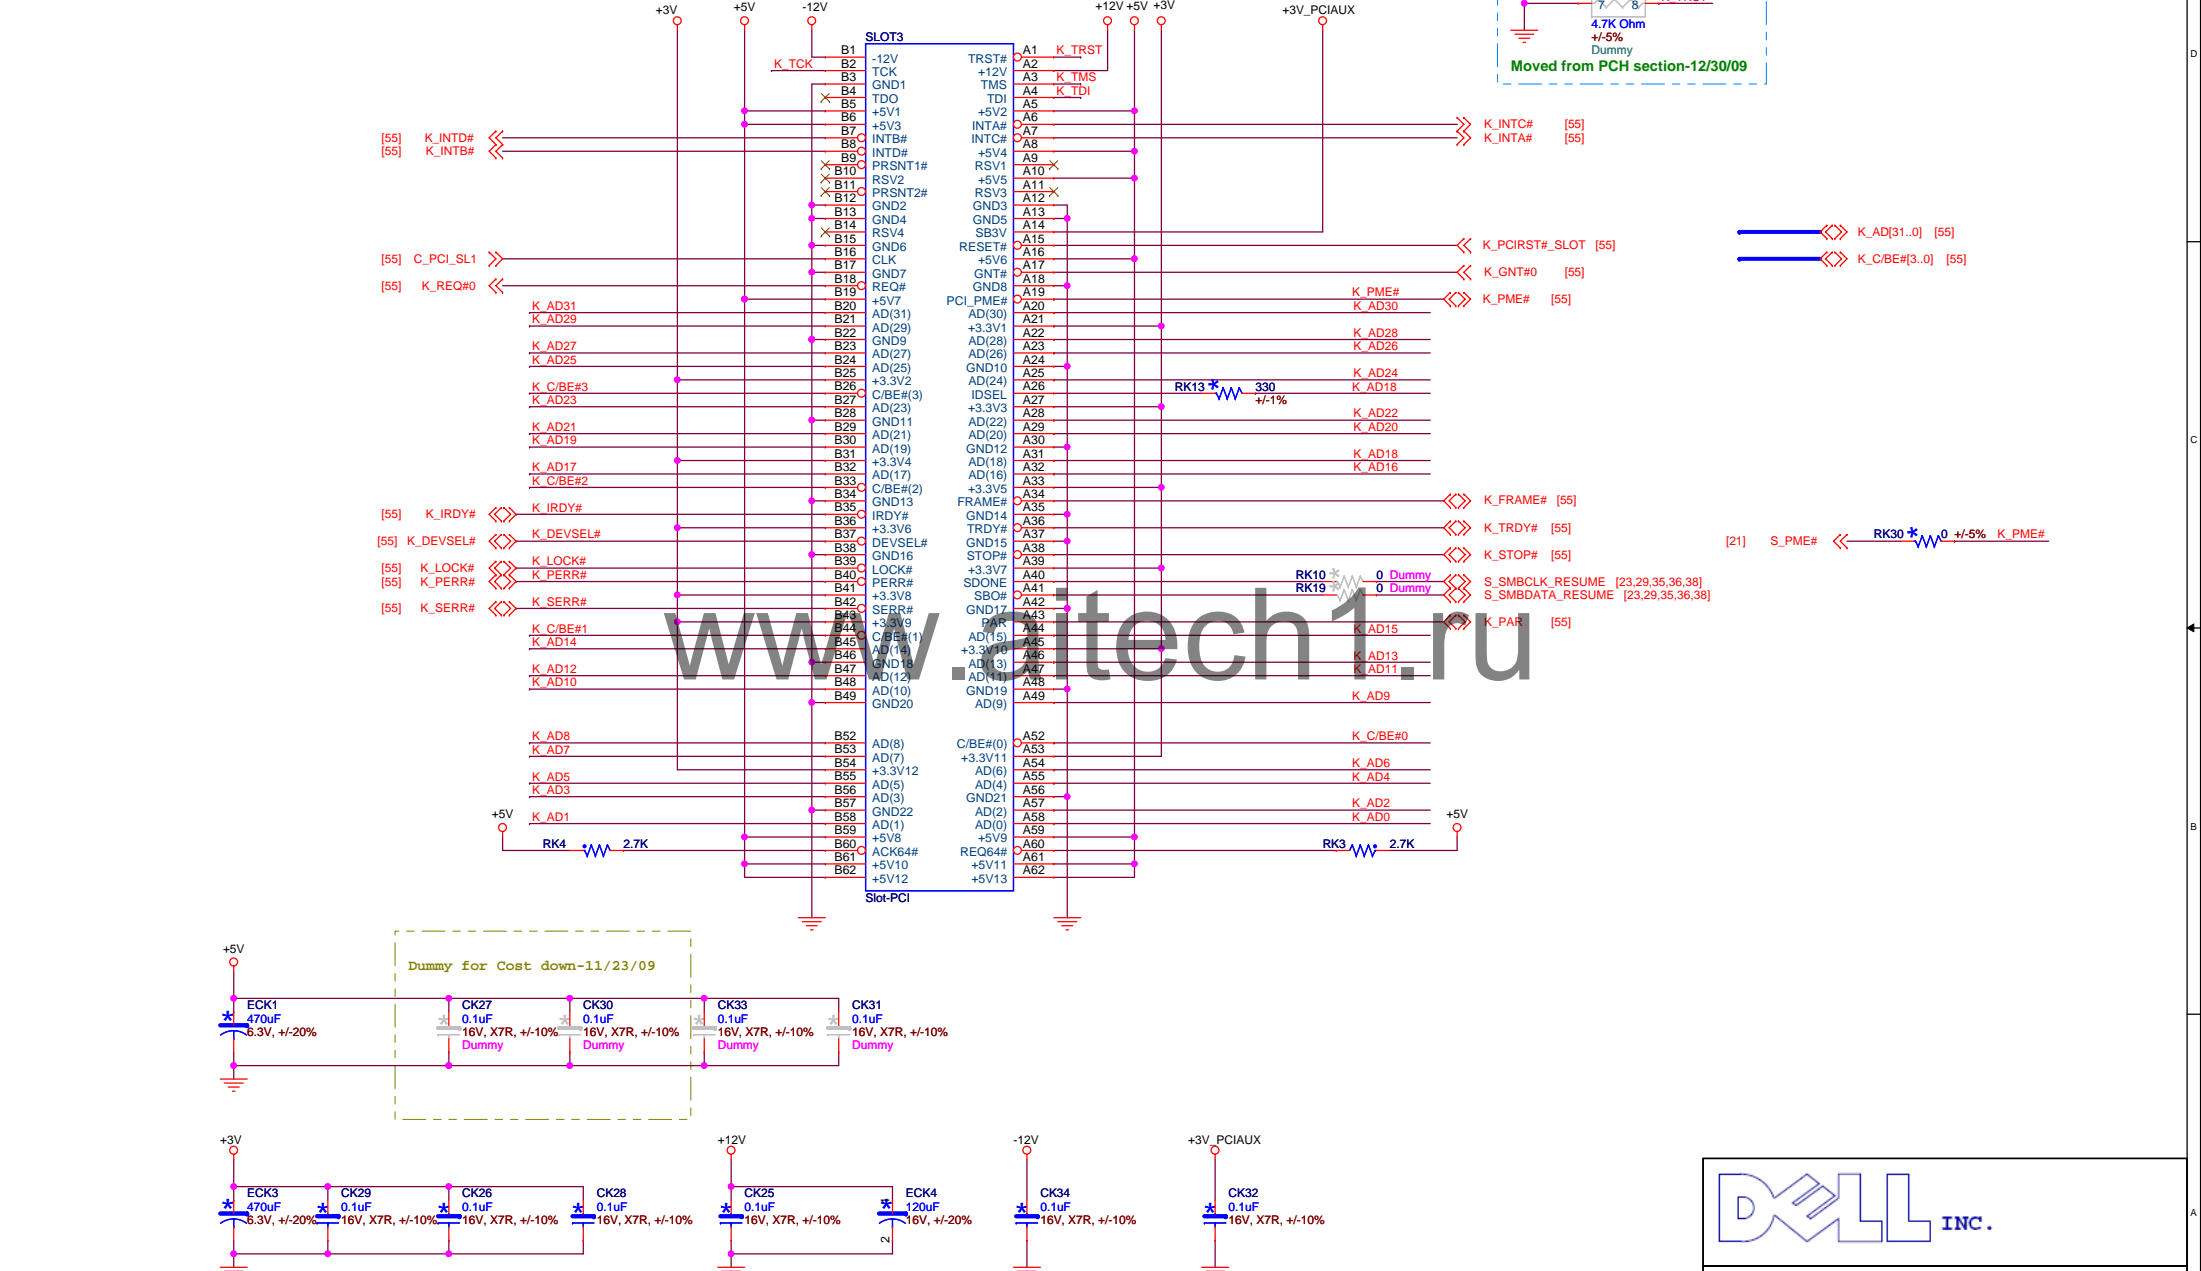 +3V +5V -12V +12V +5V +3V +3V_PCIAUX
7 8
4.7K Ohm
+/-5%
Dummy
Moved from PCH section-12/30/09
SLOT3
B1 -12V TRST# A1 K_TRST
K_TCK B2 TCK +12V A2
B3 GND1 TMS A3 K_TMS
B4 TDO TDI A4 K_TDI
B5 +5V1 +5V2 A5
B6 +5V3 INTA# A6 K_INTC# [55]
[55] K_INTD# B7 INTB# INTC# A7 K_INTA# [55]
[55] K_INTB# B8 INTD# +5V4 A8
B9 PRSNT1# RSV1 A9
B10 RSV2 +5V5 A10
B11 PRSNT2# RSV3 A11
B12 GND2 GND3 A12
B13 GND4 GND5 A13
B14 RSV4 SB3V A14
K_AD[31..0] [55]
B15 GND6 RESET# A15 K_PCIRST#_SLOT [55]
[55] C_PCI_SL1 B16 CLK +5V6 A16
K_C/BE#[3..0] [55]
B17 GND7 GNT# A17 K_GNT#0 [55]
[55] K_REQ#0 B18 REQ# GND8 A18
B19 +5V7 PCI_PME# A19 K_PME# K_PME# [55]
K_AD31 B20 AD(31) AD(30) A20 K_AD30
K_AD29 B21 AD(29) +3.3V1 A21
B22 GND9 AD(28) A22 K_AD28
K_AD27 B23 AD(27) AD(26) A23 K_AD26
K_AD25 B24 AD(25) GND10 A24
B25 +3.3V2 AD(24) A25 K_AD24
K_C/BE#3 B26 C/BE#(3) IDSEL A26 RK13 330 K_AD18
+/-1%
K_AD23 B27 AD(23) +3.3V3 A27
B28 GND11 AD(22) A28 K_AD22
K_AD21 B29 AD(21) AD(20) A29 K_AD20
K_AD19 B30 AD(19) GND12 A30
B31 +3.3V4 AD(18) A31 K_AD18
K_AD17 B32 AD(17) AD(16) A32 K_AD16
K_C/BE#2 B33 C/BE#(2) +3.3V5 A33
B34 GND13 FRAME# A34 K_FRAME# [55]
[55] K_IRDY# K_IRDY# B35 IRDY# GND14 A35
B36 +3.3V6 TRDY# A36 K_TRDY# [55]
[55] K_DEVSEL# K_DEVSEL# B37 DEVSEL# GND15 A37
[21] S_PME# RK30 0 +/-5% K_PME#
B38 GND16 STOP# A38 K_STOP# [55]
[55] K_LOCK# K_LOCK# B39 LOCK# +3.3V7 A39
[55] K_PERR# K_PERR# B40 PERR# SDONE A40 RK10 0 Dummy S_SMBCLK_RESUME [23,29,35,36,38]
B41 +3.3V8 SBO# A41 RK19 0 Dummy S_SMBDATA_RESUME [23,29,35,36,38]
[55] K_SERR# K_SERR# B42 SERR# GND17 A42
B43 +3.3V9 PAR A43 K_PAR [55]
K_C/BE#1 B44 C/BE#(1) AD(15) A44 K_AD15
K_AD14 B45 AD(14) +3.3V10 A45
B46 GND18 AD(13) A46 K_AD13
K_AD12 B47 AD(12) AD(11) A47 K_AD11
K_AD10 B48 AD(10) GND19 A48
B49 GND20 AD(9) A49 K_AD9
www.aitech1.ru
K_AD8 B52 AD(8) C/BE#(0) A52 K_C/BE#0
K_AD7 B53 AD(7) +3.3V11 A53
B54 +3.3V12 AD(6) A54 K_AD6
K_AD5 B55 AD(5) AD(4) A55 K_AD4
K_AD3 B56 AD(3) GND21 A56
B57 GND22 AD(2) A57 K_AD2
+5V K_AD1 B58 AD(1) AD(0) A58 K_AD0 +5V
B59 +5V8 +5V9 A59
RK4 2.7K B60 ACK64# REQ64# A60 RK3 2.7K
B61 +5V10 +5V11 A61
B62 +5V12 +5V13 A62
Slot-PCI
+5V
Dummy for Cost down-11/23/09
ECK1 CK27 CK30 CK33 CK31
470uF 0.1uF 0.1uF 0.1uF 0.1uF
6.3V, +/-20% 16V, X7R, +/-10% 16V, X7R, +/-10% 16V, X7R, +/-10% 16V, X7R, +/-10%
Dummy Dummy Dummy Dummy
+3V +12V -12V +3V_PCIAUX
ECK3 CK29 CK26 CK28 CK25 ECK4 CK34 CK32
470uF 0.1uF 0.1uF 0.1uF 0.1uF 120uF 0.1uF 0.1uF
6.3V, +/-20% 16V, X7R, +/-10% 16V, X7R, +/-10% 16V, X7R, +/-10% 16V, X7R, +/-10% 16V, +/-20% 16V, X7R, +/-10% 16V, X7R, +/-10%
2
DELL INC.
D
C
B
A